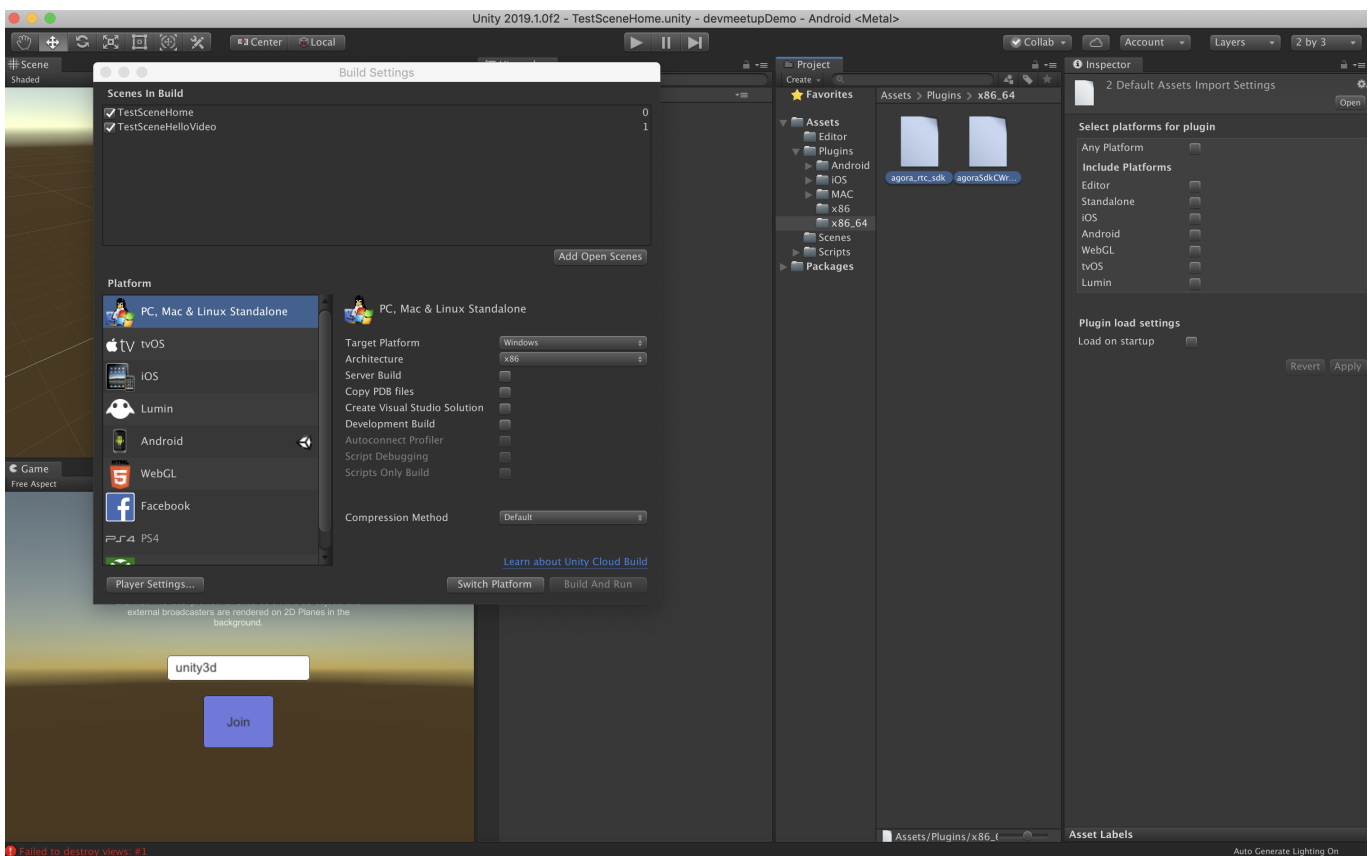 Unity 2019.1.0f2 - TestSceneHome.unity - devmeetupDemo - Android <Metal>
Center Local Collab Account Layers 2 by 3
Scene
Shaded
Build Settings
Scenes In Build
TestSceneHome 0
TestSceneHelloVideo 1
Add Open Scenes
Platform
PC, Mac & Linux Standalone
tv tvOS
iOS
Lumin
Android
HTML 5 WebGL
f Facebook
PS4 PS4
PC, Mac & Linux Standalone
Target Platform Windows
Architecture x86
Server Build
Copy PDB files
Create Visual Studio Solution
Development Build
Autoconnect Profiler
Script Debugging
Scripts Only Build
Compression Method Default
Learn about Unity Cloud Build
Player Settings... Switch Platform Build And Run
Game
Free Aspect
external broadcasters are rendered on 2D Planes in the
background.
unity3d
Join
Failed to destroy views: #1
Project
Create
Favorites
Assets
Editor
Plugins
Android
iOS
MAC
x86
x86_64
Scenes
Scripts
Packages
Assets > Plugins > x86_64
agora_rtc_sdk agoraSdkCWr...
Assets/Plugins/x86_6
Inspector
2 Default Assets Import Settings
Open
Select platforms for plugin
Any Platform
Include Platforms
Editor
Standalone
iOS
Android
WebGL
tvOS
Lumin
Plugin load settings
Load on startup
Revert Apply
Asset Labels
Auto Generate Lighting On